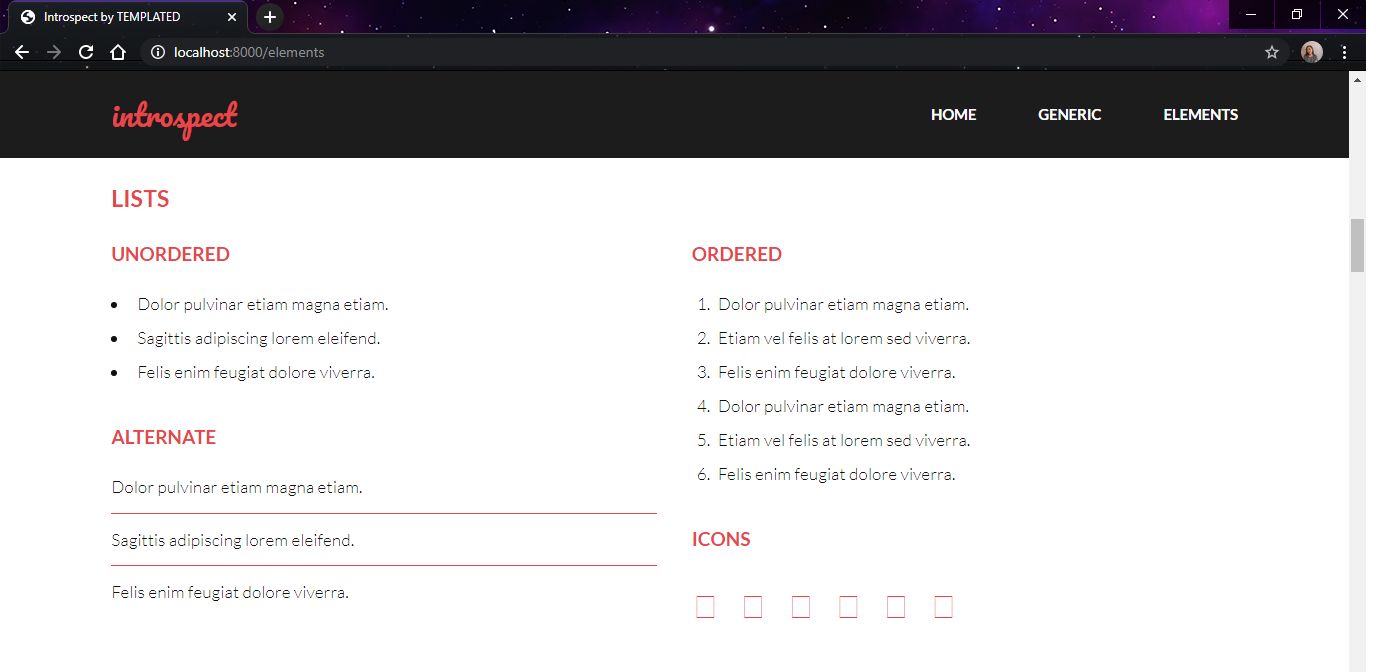 Introspect by TEMPLATED
localhost:8000/elements
introspect
HOME GENERIC ELEMENTS
LISTS
UNORDERED
• Dolor pulvinar etiam magna etiam.
• Sagittis adipiscing lorem eleifend.
• Felis enim feugiat dolore viverra.
ALTERNATE
Dolor pulvinar etiam magna etiam.
Sagittis adipiscing lorem eleifend.
Felis enim feugiat dolore viverra.
ORDERED
1. Dolor pulvinar etiam magna etiam.
2. Etiam vel felis at lorem sed viverra.
3. Felis enim feugiat dolore viverra.
4. Dolor pulvinar etiam magna etiam.
5. Etiam vel felis at lorem sed viverra.
6. Felis enim feugiat dolore viverra.
ICONS